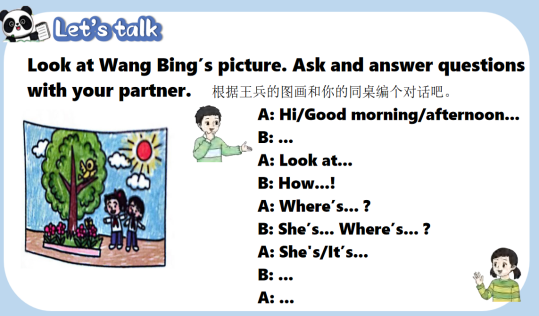 Let's talk
Look at Wang Bing's picture. Ask and answer questions
with your partner. 根据王兵的图画和你的同桌编个对话吧。
A: Hi/Good morning/afternoon...
B: ...
A: Look at...
B: How...!
A: Where's... ?
B: She's... Where's... ?
A: She's/It's...
B: ...
A: ...